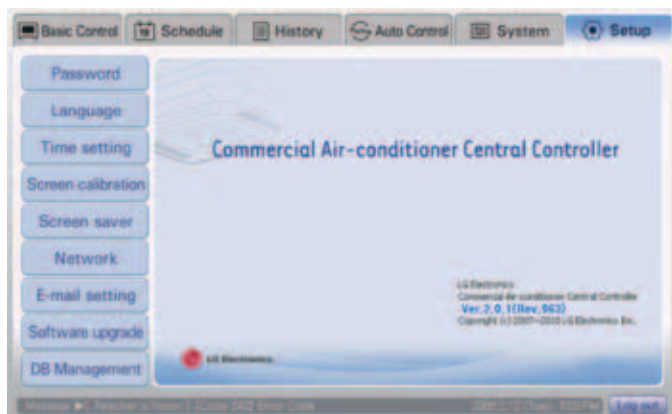 Basic Control
Schedule
History
Auto Control
System
Setup
Password
Language
Time setting
Screen calibration
Screen saver
Network
E-mail setting
Software upgrade
DB Management
Commercial Air-conditioner Central Controller
LG Electronics
Commercial Air-conditioner Central Controller
Ver.2.0.1(Rev.963)
LG Electronics
Log out